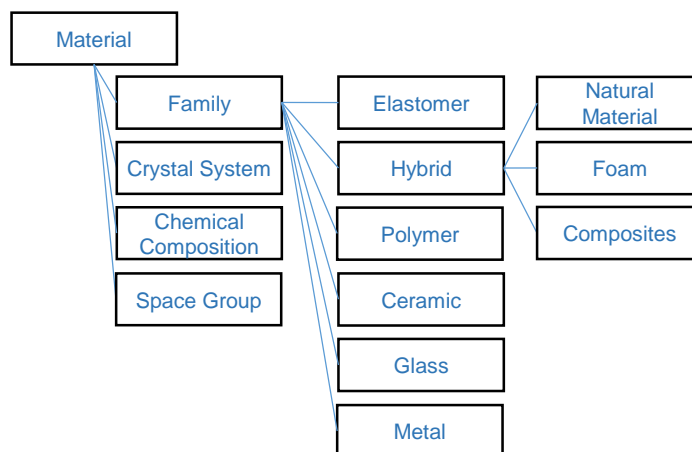 Material
Family
Crystal System
Chemical
Composition
Space Group
Elastomer
Hybrid
Polymer
Ceramic
Glass
Metal
Natural
Material
Foam
Composites